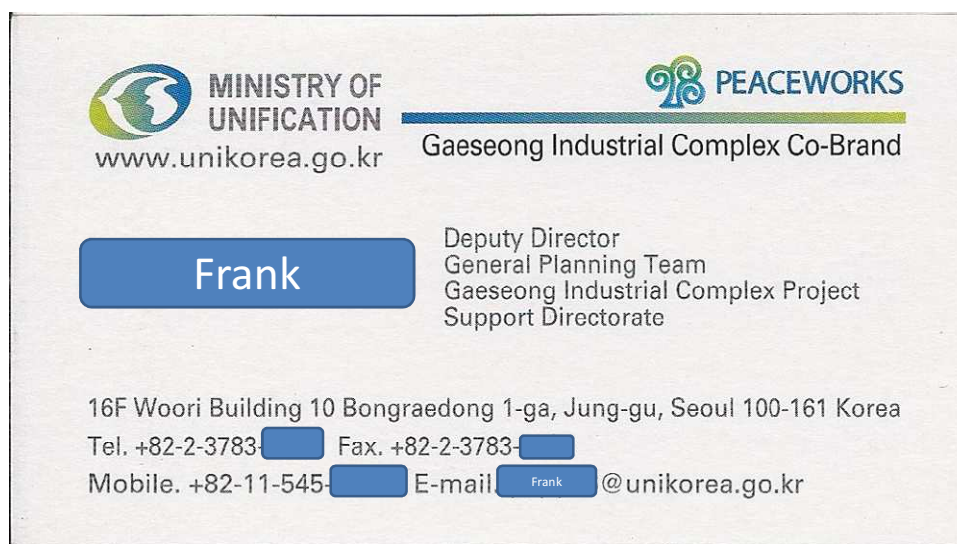 MINISTRY OF
UNIFICATION
www.unikorea.go.kr
PEACEWORKS
Gaeseong Industrial Complex Co-Brand
Frank
Deputy Director
General Planning Team
Gaeseong Industrial Complex Project
Support Directorate
16F Woori Building 10 Bongraedong 1-ga, Jung-gu, Seoul 100-161 Korea
Tel. +82-2-3783- Fax. +82-2-3783-
Mobile. +82-11-545- E-mail. Frank @unikorea.go.kr